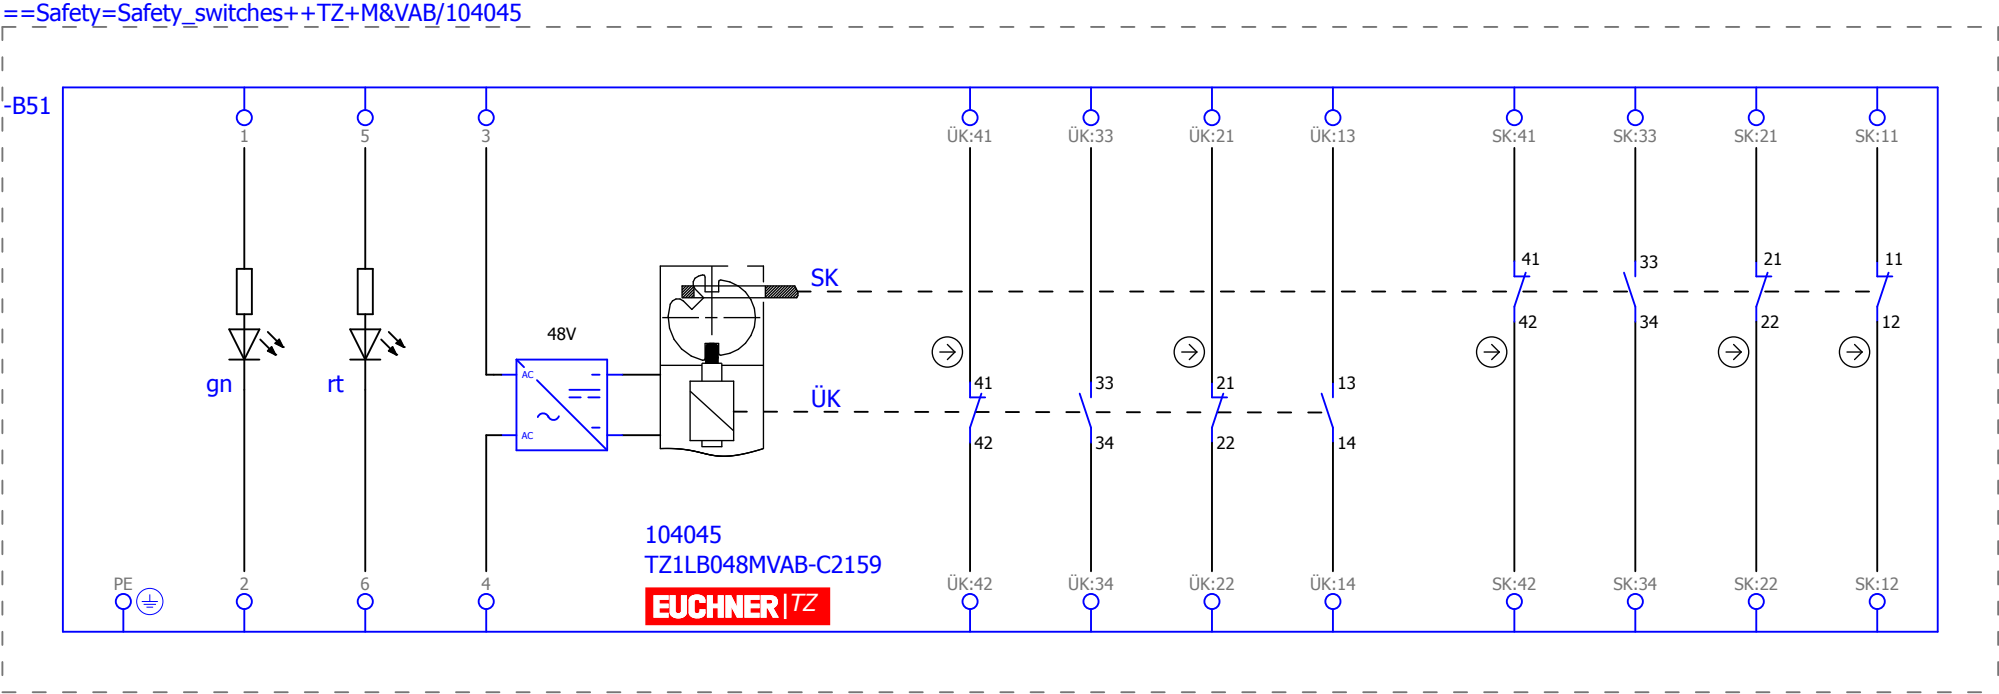 ==Safety=Safety_switches++TZ+M&VAB/104045
-B51
1 5 3 ÜK:41 ÜK:33 ÜK:21 ÜK:13 SK:41 SK:33 SK:21 SK:11
SK
41 33 21 11
42 34 22 12
48V
gn rt
AC
AC
ÜK
41 33 21 13
42 34 22 14
104045
TZ1LB048MVAB-C2159
PE 2 6 4 ÜK:42 ÜK:34 ÜK:22 ÜK:14 SK:42 SK:34 SK:22 SK:12
EUCHNER|TZ